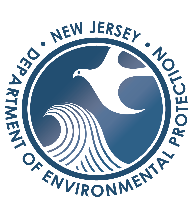 • NEW JERSEY •
DEPARTMENT OF ENVIRONMENTAL PROTECTION